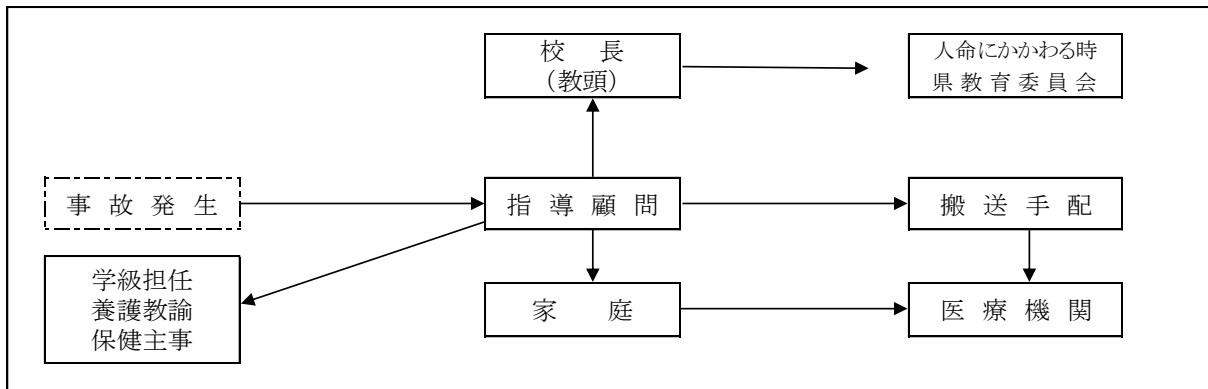 校長
(教頭)
人命にかかわる時
県教育委員会
事故発生
指導顧問
搬送手配
学級担任
養護教諭
保健主事
家庭
医療機関